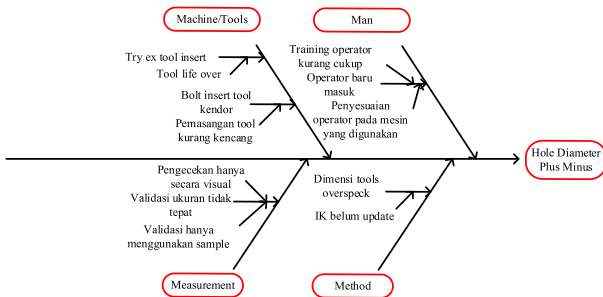 Machine/Tools
Man
Try ex tool insert
Tool life over
Bolt insert tool
kendor
Pemasangan tool
kurang kencang
Training operator
kurang cukup
Operator baru
masuk
Penyesuaian
operator pada mesin
yang digunakan
Hole Diameter
Plus Minus
Pengecekan hanya
secara visual
Validasi ukuran tidak
tepat
Validasi hanya
menggunakan sample
Dimensi tools
overspeck
IK belum update
Measurement
Method